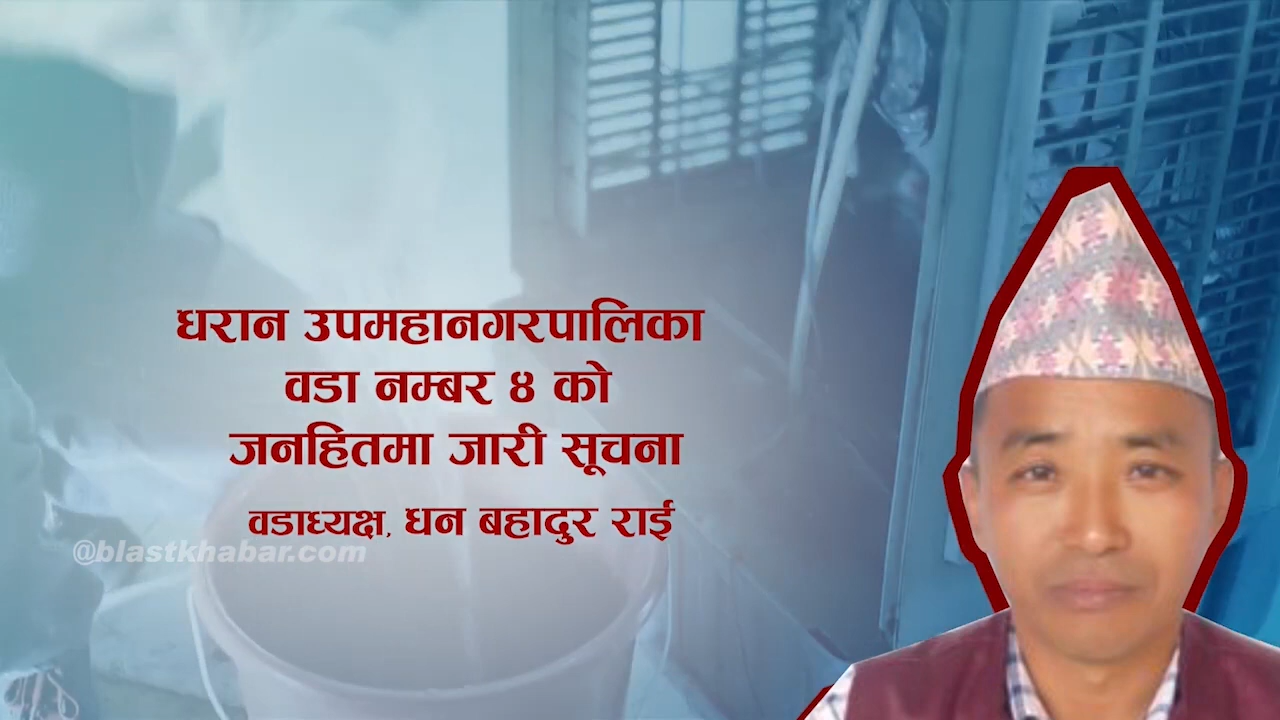 धरान उपमहानगरपालिका
वडा नम्बर ४ को
जनहितमा जारी सूचना
वडाध्यक्ष, धन बहादुर राई
@blastkhabar.com